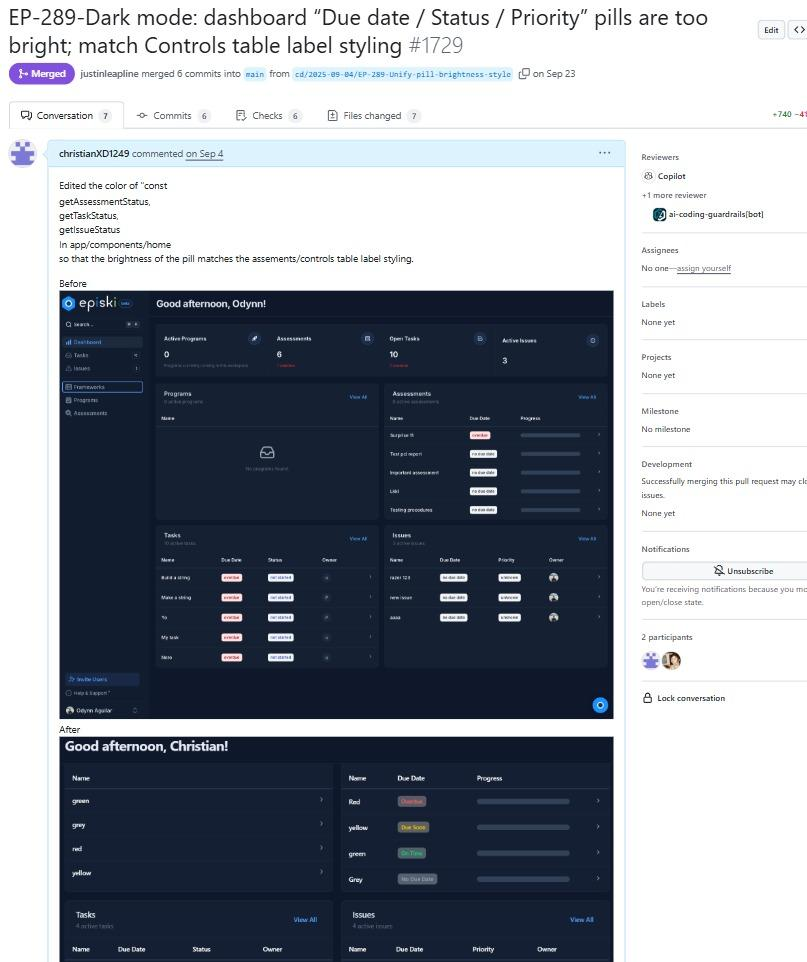 EP-289-Dark mode: dashboard “Due date / Status / Priority” pills are too
bright; match Controls table label styling #1729
Edit
Merged
justinleapline merged 6 commits into main from cd/2025-09-04/EP-289-Unify-pill-brightness-style on Sep 23
Conversation 7
Commits 6
Checks 6
Files changed 7
+740
christianXD1249 commented on Sep 4
Edited the color of "const
getAssessmentStatus,
getTaskStatus,
getIssueStatus
In app/components/home
so that the brightness of the pill matches the assements/controls table label styling.
Before
episki beta
Search...
Dashboard
Tasks
Issues
Frameworks
Programs
Assessments
Invite Users
Help & Support
Odynn Aguilar
Good afternoon, Odynn!
Active Programs
0
Assessments
6
Open Tasks
10
Active Issues
3
Programs
View All
Name
No programs found
Assessments
View All
Name Due Date Progress
Surprise !!! overdue
Test pci report no due date
Important assessment no due date
no due date
Testing procedures no due date
Tasks
10 active tasks
View All
Name Due Date Status Owner
Build a string overdue not started
Make a string overdue not started
Yo overdue not started
My task overdue not started
Nono overdue not started
Issues
3 active issues
View All
Name Due Date Priority Owner
razer 123 no due date unknown
new issue no due date unknown
aaaa no due date unknown
After
Good afternoon, Christian!
Name
green
grey
red
yellow
Name Due Date Progress
Red Overdue
yellow Due Soon
green On Time
Grey No Due Date
Tasks
4 active tasks
View All
Name Due Date Status Owner
Issues
4 active issues
View All
Name Due Date Priority Owner
Reviewers
Copilot
+1 more reviewer
ai-coding-guardrails[bot]
Assignees
No one—assign yourself
Labels
None yet
Projects
None yet
Milestone
No milestone
Development
Successfully merging this pull request may clo
issues.
None yet
Notifications
Unsubscribe
You're receiving notifications because you mo
open/close state.
2 participants
Lock conversation